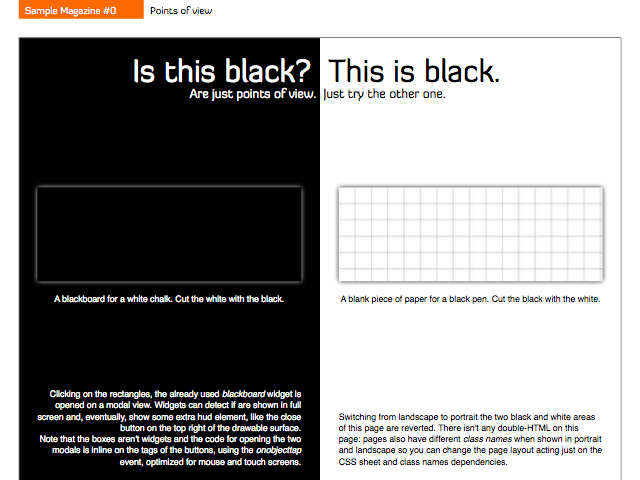 Sample Magazine #0 Points of view
Is this black?
Are just points of view.
This is black.
Just try the other one.
A blackboard for a white chalk. Cut the white with the black.
A blank piece of paper for a black pen. Cut the black with the white.
Clicking on the rectangles, the already used blackboard widget is
opened on a modal view. Widgets can detect if are shown in full
screen and, eventually, show some extra hud element, like the close
button on the top right of the drawable surface.
Note that the boxes aren't widgets and the code for opening the two
modals is inline on the tags of the buttons, using the onobjecttap
event, optimized for mouse and touch screens.
Switching from landscape to portrait the two black and white areas
of this page are reverted. There isn't any double-HTML on this
page: pages also have different class names when shown in portrait
and landscape so you can change the page layout acting just on the
CSS sheet and class names dependencies.